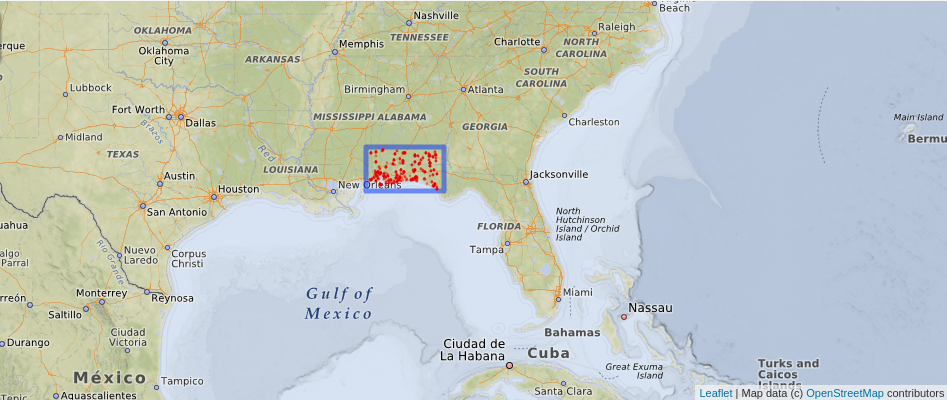 Beach
Nashville
Raleigh
OKLAHOMA
TENNESSEE
Charlotte
Memphis
NORTH
CAROLINA
Oklahoma
City
ARKANSAS
SOUTH
CAROLINA
Lubbock
Birmingham
Atlanta
Fort Worth
Dallas
MISSISSIPPI
ALABAMA
GEORGIA
Charleston
Main Island
Brazos
Midland
Red
TEXAS
LOUISIANA
Austin
Jacksonville
New Orleans
Houston
San Antonio
FLORIDA
North
Hutchinson
Island / Orchid
Island
Tampa
Nuevo
Laredo
Rio Grande
Corpus
Christi
Parral
Gulf of
Mexico
Monterrey
Reynosa
Miami
Saltillo
Nassau
Ciudad
Victoria
Durango
Bahamas
Ciudad de
La Habana
Cuba
Great Exuma
Island
Turks and
Caicos
Islands
México
Tampico
Santa Clara
Aguascalientes
Leaflet | Map data (c) OpenStreetMap contributors